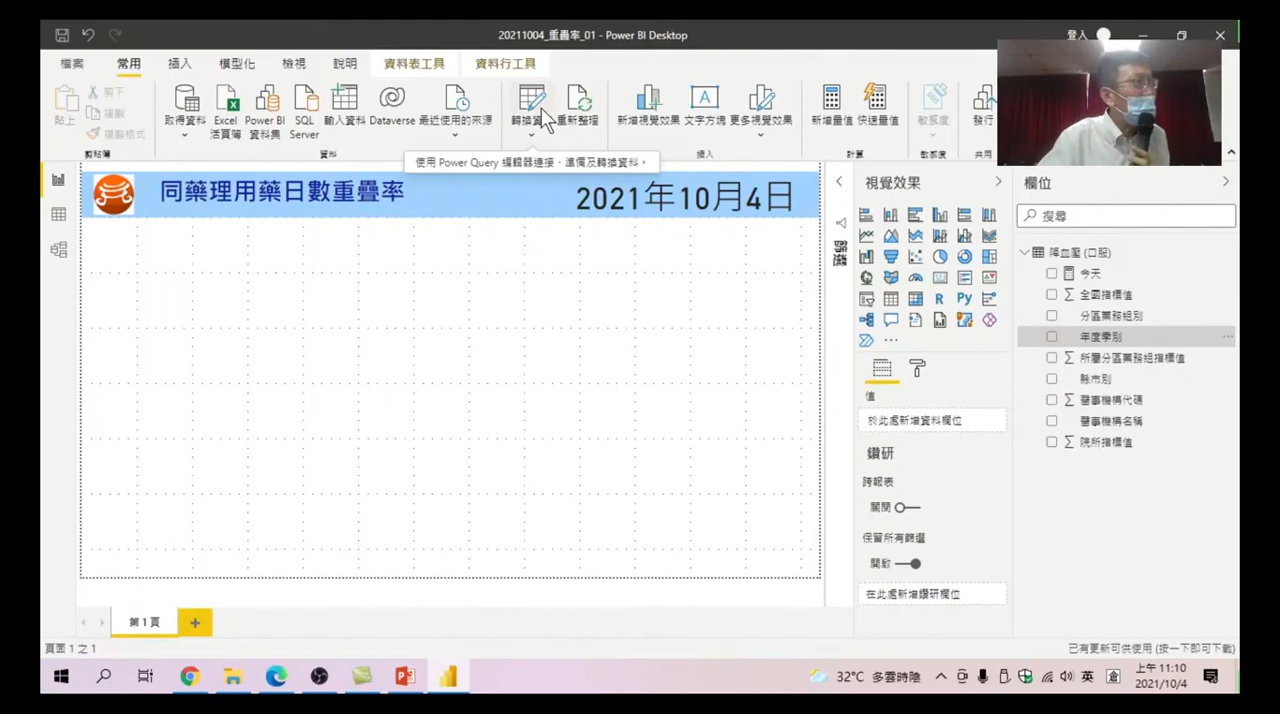 20211004_重疊率_01 - Power BI Desktop
登入
檔案 常用 插入 模型化 檢視 說明 資料表工具 資料行工具
貼上
剪下
複製
複製格式
剪貼簿
取得資料
Excel 活頁簿
Power BI 資料集
SQL Server
輸入資料
Dataverse
最近使用的來源
資料
轉換資
重新整理
新增視覺效果
文字方塊
更多視覺效果
插入
新增量值
快速量值
計算
敏感度
敏感度
發行
共用
使用 Power Query 編輯器連接、準備及轉換資料。
同藥理用藥日數重疊率
2021年10月4日
篩選
視覺效果
R
Py
值
於此處新增資料欄位
鑽研
跨報表
關閉
保留所有篩選
開啟
在此處新增鑽研欄位
欄位
搜尋
降血壓 (口服)
今天
全國指標值
分區業務組別
年度季別
所屬分區業務組指標值
縣市別
醫事機構代碼
醫事機構名稱
院所指標值
第 1 頁
頁面 1 之 1
已有更新可供使用 (按一下即可下載)
32°C 多雲時陰
英
倉
上午 11:10
2021/10/4